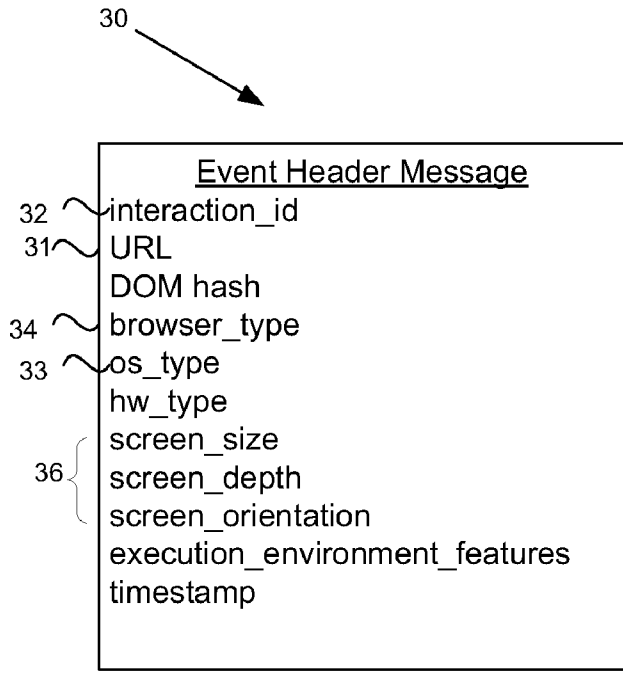 30
Event Header Message
32 interaction_id
31 URL
DOM hash
34 browser_type
33 os_type
hw_type
screen_size
36 screen_depth
screen_orientation
execution_environment_features
timestamp